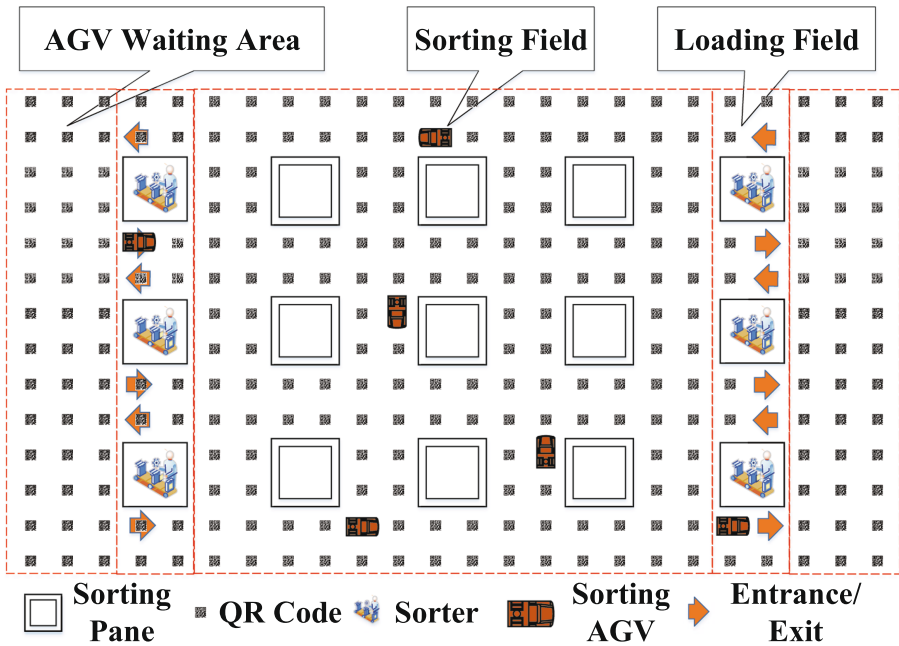 AGV Waiting Area
Sorting Field
Loading Field
Sorting
Pane
QR Code
Sorter
Sorting
AGV
Entrance/
Exit